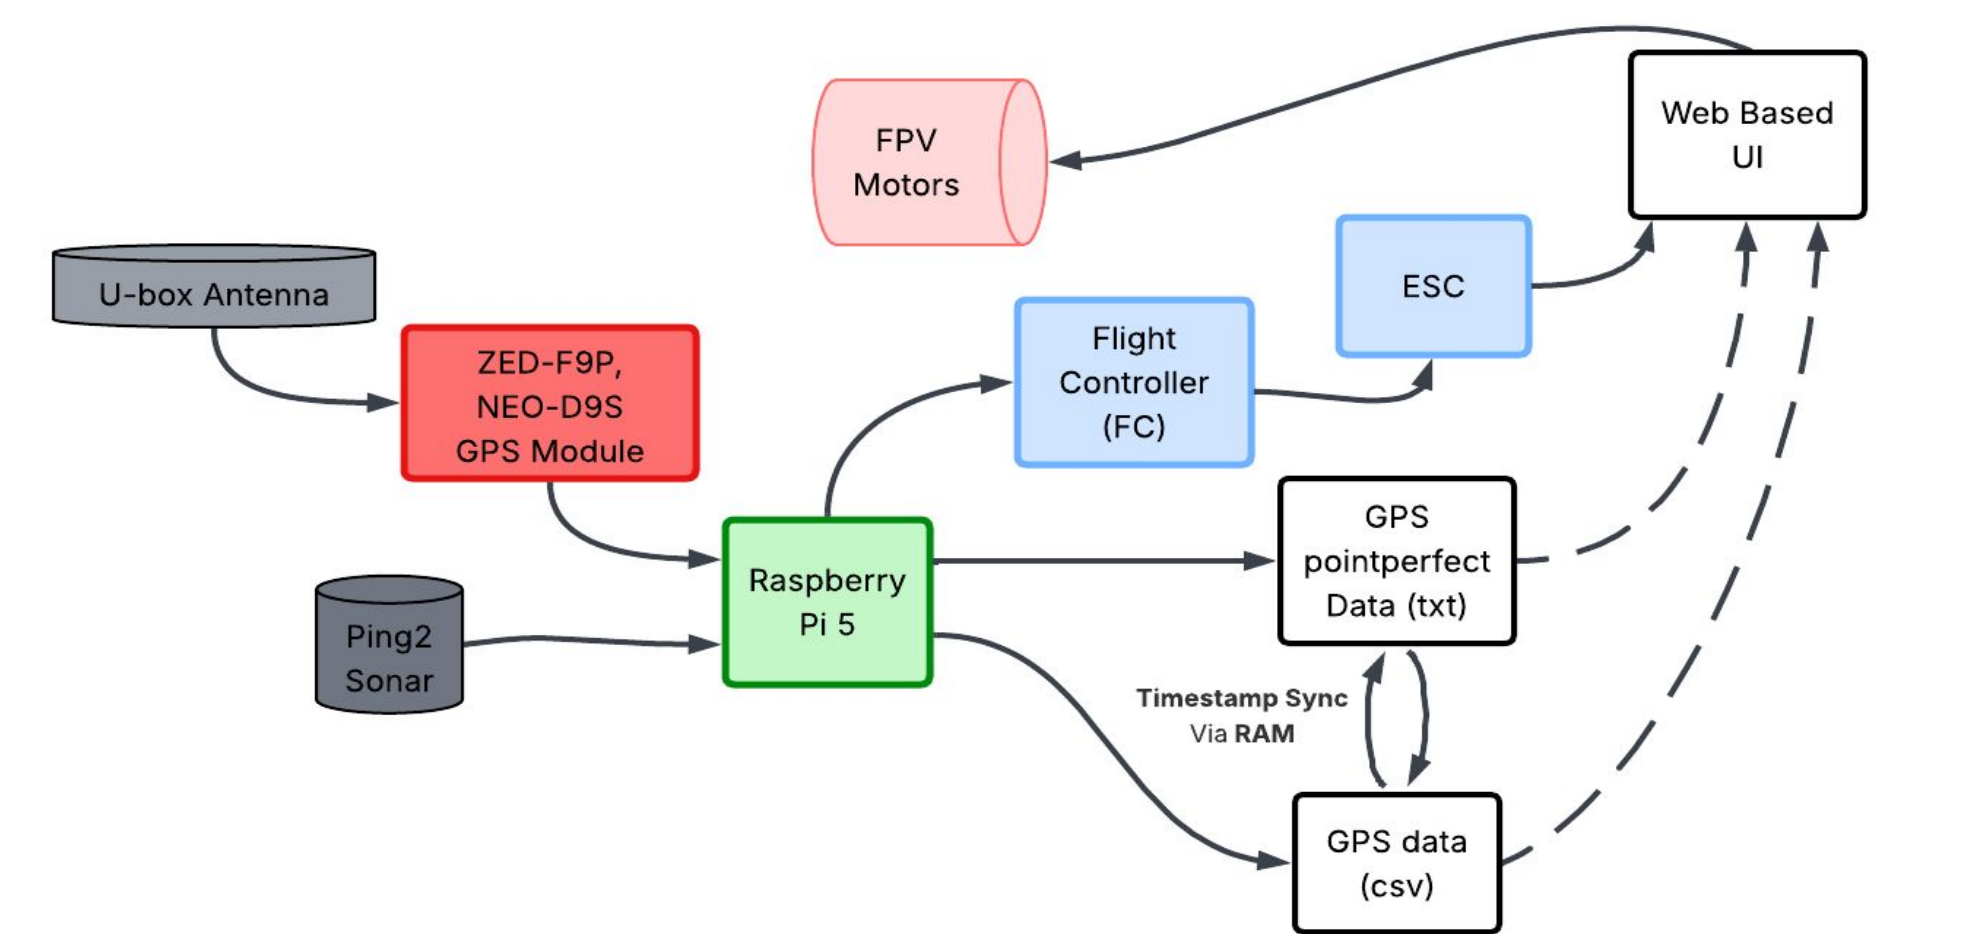 Web Based
UI
FPV
Motors
U-box Antenna
ESC
ZED-F9P,
NEO-D9S
GPS Module
Flight
Controller
(FC)
GPS
pointperfect
Data (txt)
Raspberry
Pi 5
Ping2
Sonar
Timestamp Sync
Via RAM
GPS data
(csv)